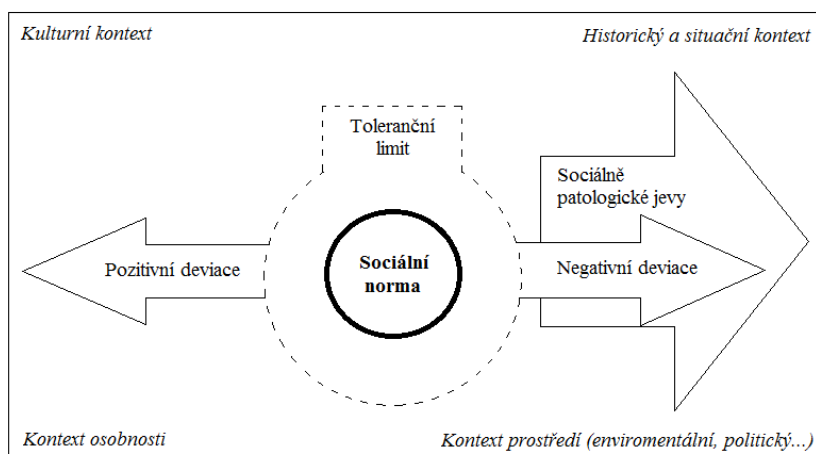 Kulturní kontext
Historický a situační kontext
Toleranční
limit
Sociálně
patologické jevy
Pozitivní deviace
Sociální
norma
Negativní deviace
Kontext osobnosti
Kontext prostředí (enviromentální, politický...)